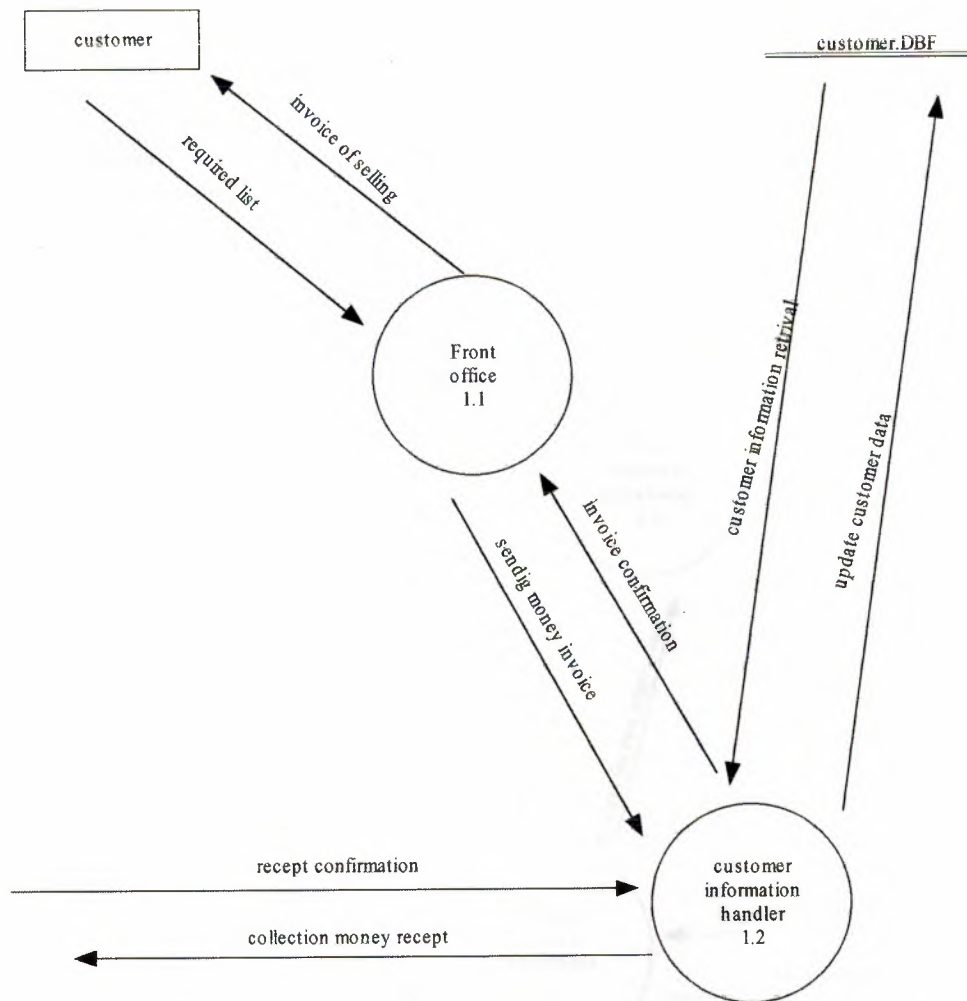 customer
customer.DBF
invoice of selling
required list
Front
office
1.1
customer information retrival
update customer data
invoice confirmation
sendig money invoice
recept confirmation
customer
information
handler
1.2
collection money recept